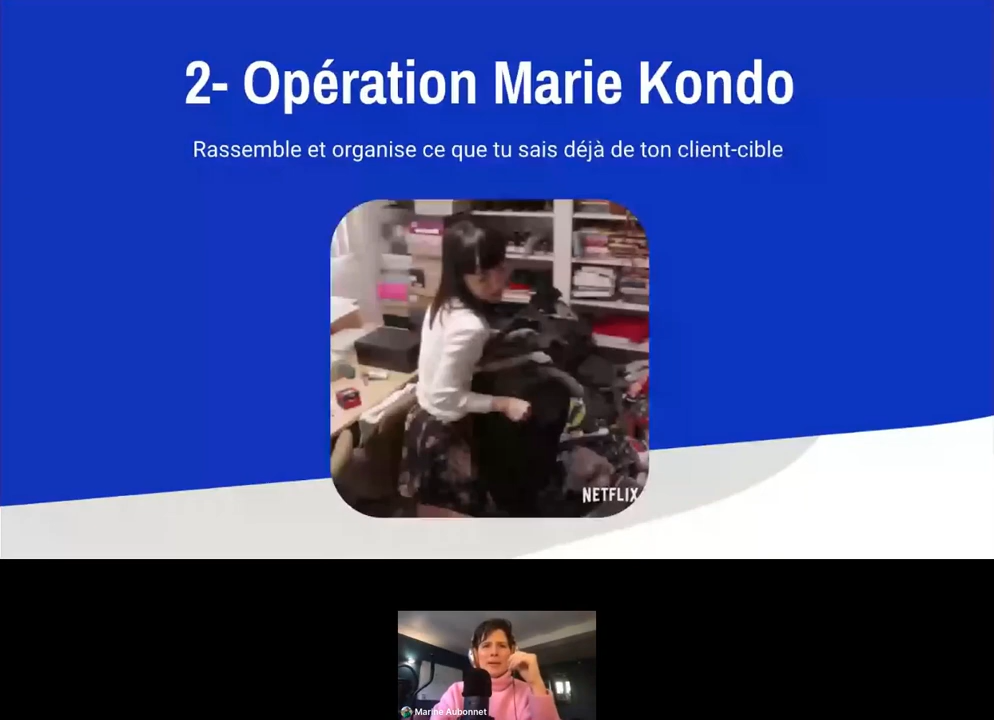 2- Opération Marie Kondo
Rassemble et organise ce que tu sais déjà de ton client-cible
NETFLIX
Marine Aubonnet